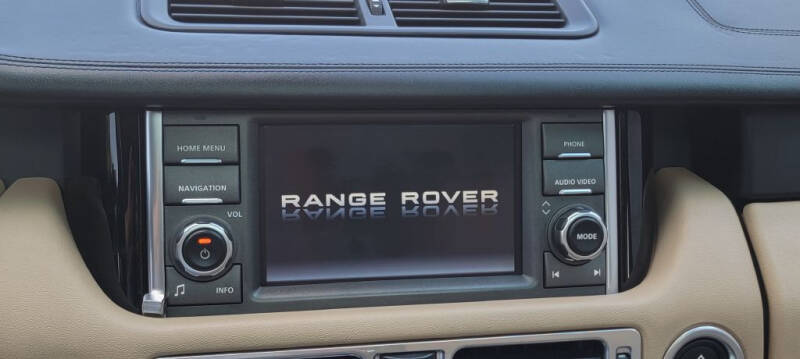 HOME MENU
NAVIGATION
VOL
INFO
RANGE ROVER
PHONE
AUDIO VIDEO
MODE